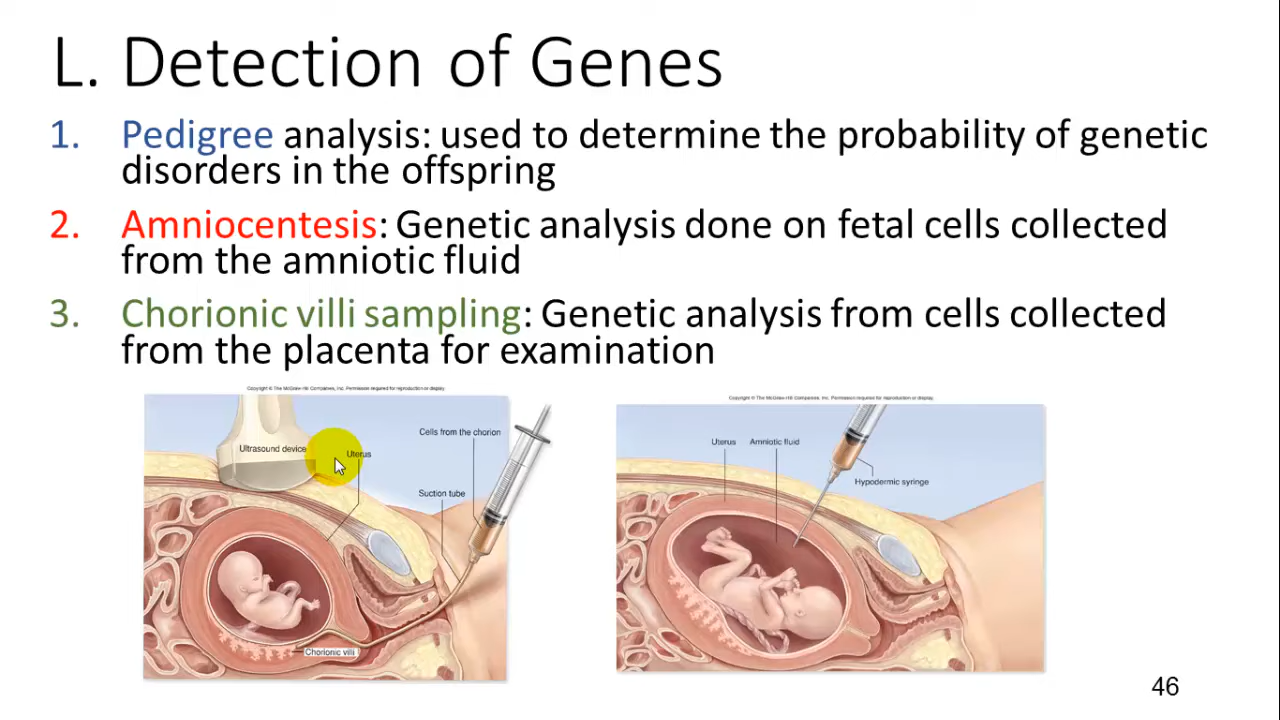 L. Detection of Genes
1. Pedigree analysis: used to determine the probability of genetic
disorders in the offspring
2. Amniocentesis: Genetic analysis done on fetal cells collected
from the amniotic fluid
3. Chorionic villi sampling: Genetic analysis from cells collected
from the placenta for examination
Copyright © The McGraw-Hill Companies, Inc. Permission required for reproduction or display.
Ultrasound device
Uterus
Cells from the chorion
Suction tube
Chorionic villi
Copyright © The McGraw-Hill Companies, Inc. Permission required for reproduction or display.
Uterus
Amniotic fluid
Hypodermic syringe
46